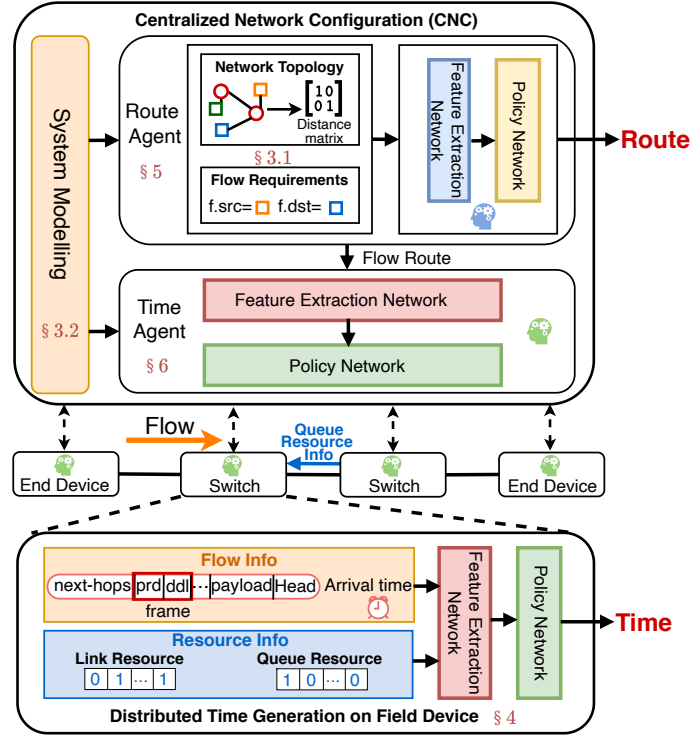 Centralized Network Configuration (CNC)
System Modelling
§ 3.2
Route
Agent
§ 5
Network Topology
1 0
0 1
Distance
matrix
§ 3.1
Flow Requirements
f.src= f.dst=
Feature Extraction
Network
Policy Network
Route
Flow Route
Time
Agent
§ 6
Feature Extraction Network
Policy Network
Flow
Queue
Resource
Info
End Device
Switch
Switch
End Device
Flow Info
next-hops prd ddl ... payload Head
Arrival time
frame
Resource Info
Link Resource
0 1 ... 1
Queue Resource
1 0 ... 0
Feature Extraction
Network
Policy Network
Time
Distributed Time Generation on Field Device § 4